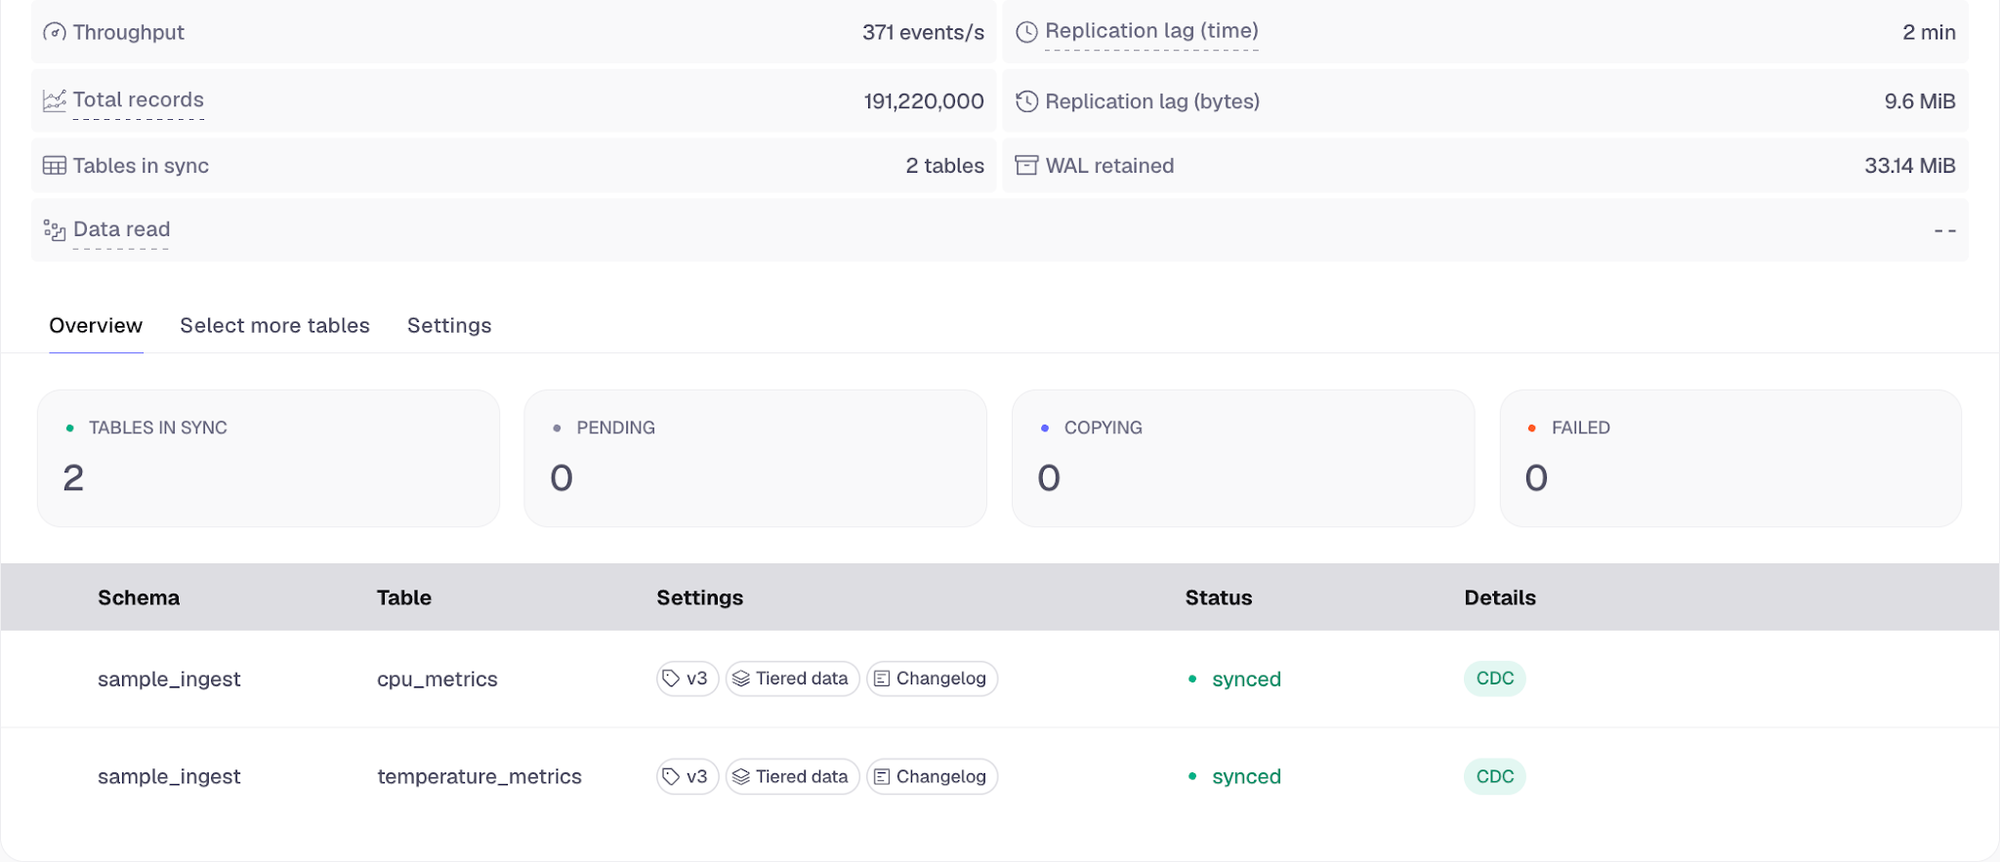 Throughput 371 events/s Replication lag (time) 2 min
Total records 191,220,000 Replication lag (bytes) 9.6 MiB
Tables in sync 2 tables WAL retained 33.14 MiB
Data read --
Overview Select more tables Settings
TABLES IN SYNC PENDING COPYING FAILED
2 0 0 0
Schema Table Settings Status Details
sample_ingest cpu_metrics v3 Tiered data Changelog synced CDC
sample_ingest temperature_metrics v3 Tiered data Changelog synced CDC